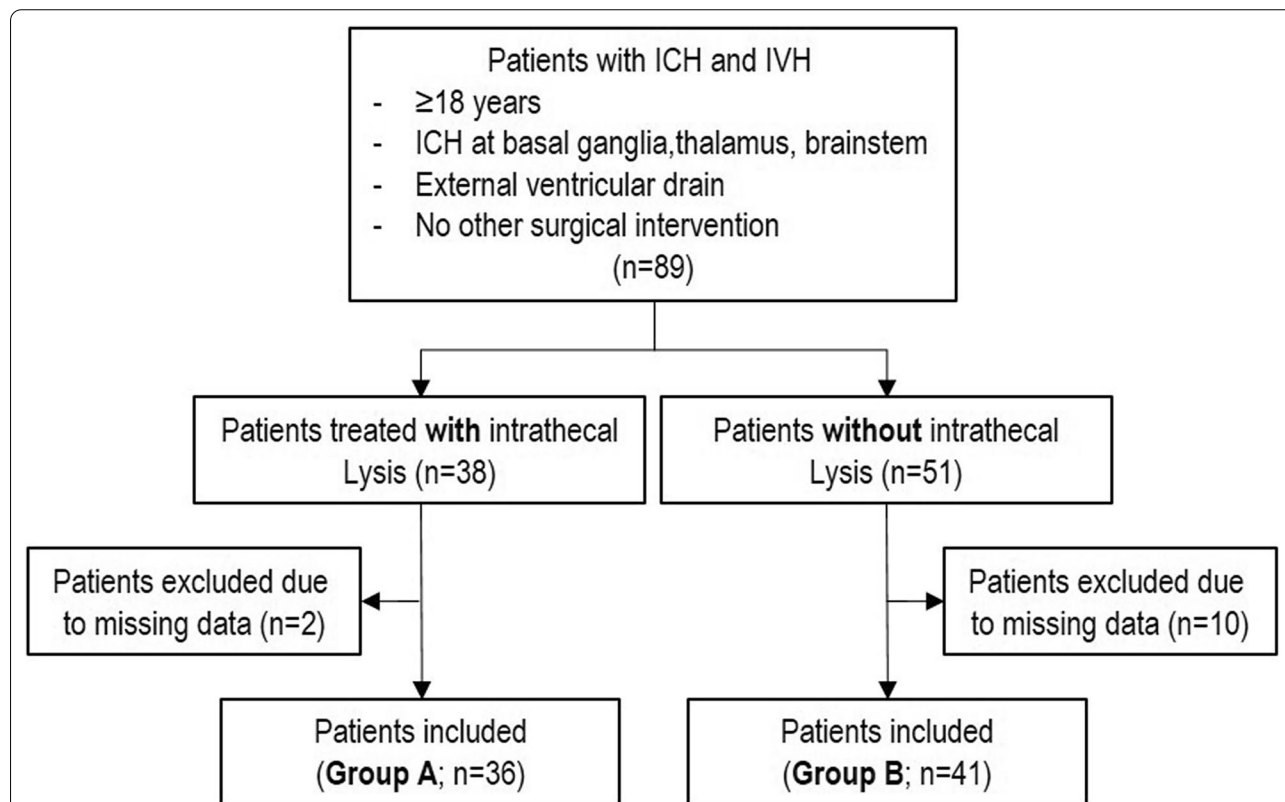 Patients with ICH and IVH
- ≥18 years
- ICH at basal ganglia,thalamus, brainstem
- External ventricular drain
- No other surgical intervention
(n=89)
Patients treated with intrathecal
Lysis (n=38)
Patients without intrathecal
Lysis (n=51)
Patients excluded due
to missing data (n=2)
Patients excluded due
to missing data (n=10)
Patients included
(Group A; n=36)
Patients included
(Group B; n=41)